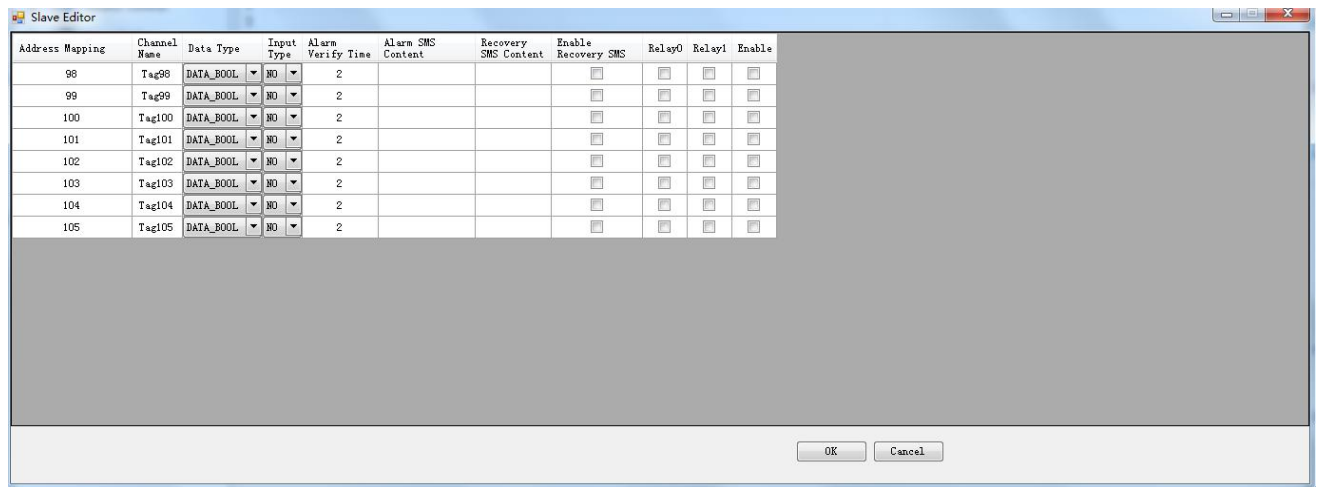 Slave Editor
Address Mapping Channel Name Data Type Input Type Alarm Verify Time Alarm SMS Content Recovery SMS Content Enable Recovery SMS Relay0 Relay1 Enable
98 Tag98 DATA_BOOL NO 2
99 Tag99 DATA_BOOL NO 2
100 Tag100 DATA_BOOL NO 2
101 Tag101 DATA_BOOL NO 2
102 Tag102 DATA_BOOL NO 2
103 Tag103 DATA_BOOL NO 2
104 Tag104 DATA_BOOL NO 2
105 Tag105 DATA_BOOL NO 2
OK Cancel